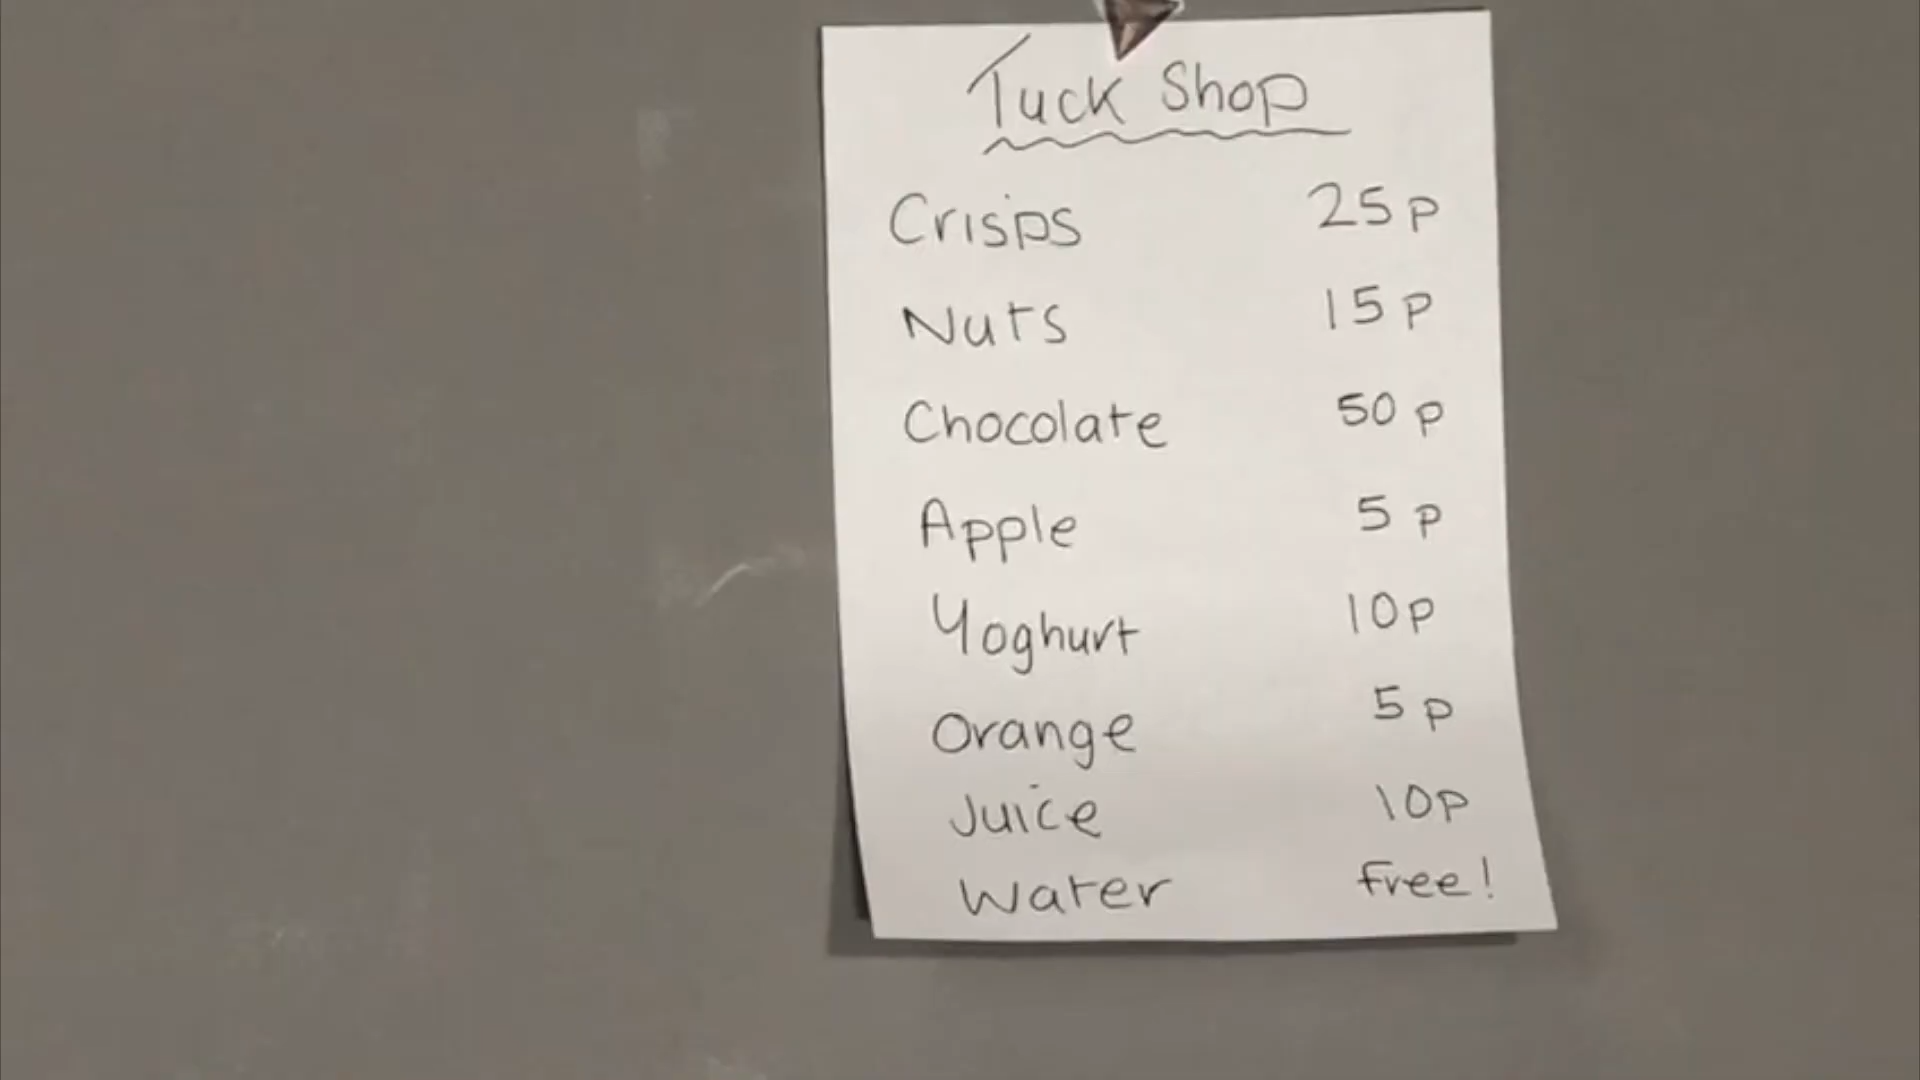 Tuck Shop
Crisps 25p
Nuts 15p
Chocolate 50p
Apple 5p
Yoghurt 10p
Orange 5p
Juice 10p
Water free!